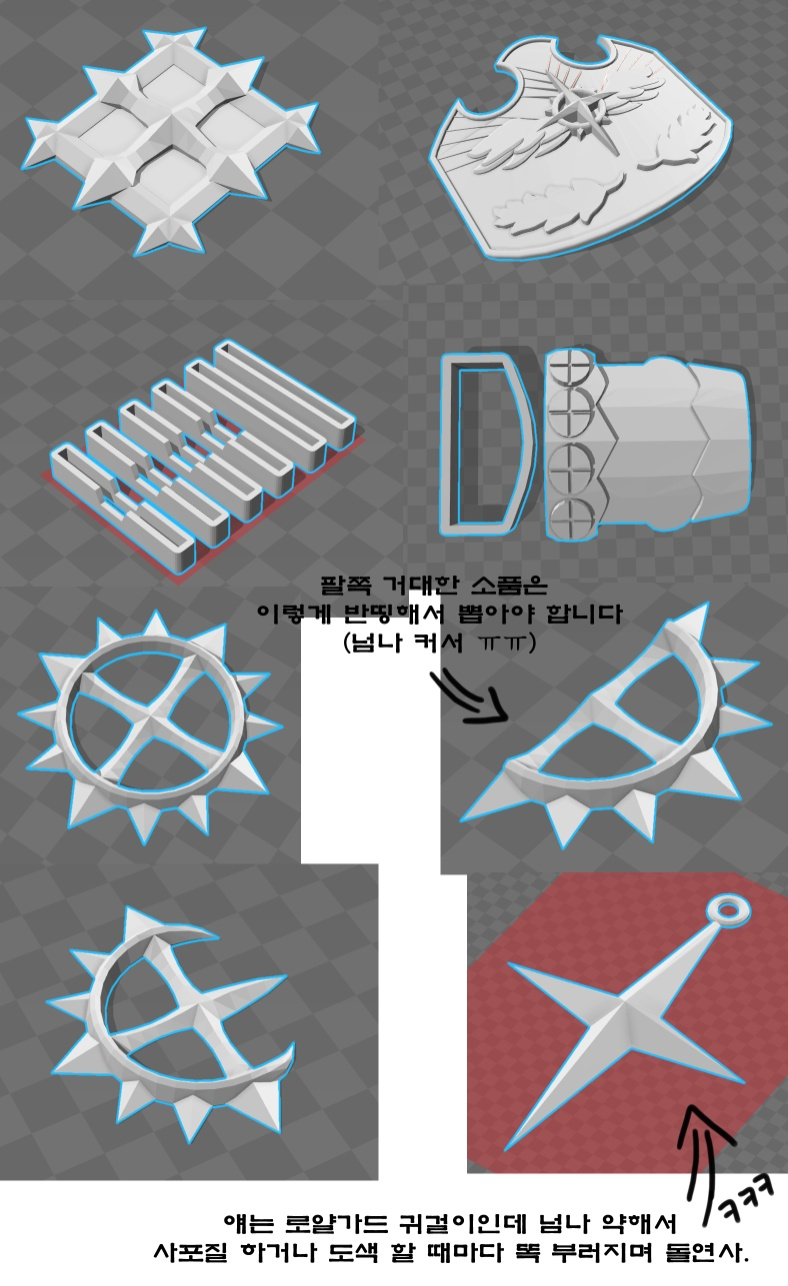 팔쪽 거대한 소품은
이렇게 반띵해서 뽑아야 합니다
(넘나 커서 ㅠㅠ)
ㅋㅋㅋ
얘는 로얄가드 귀걸이인데 넘나 약해서
사포질 하거나 도색 할 때마다 똑 부러지며 돌연사.